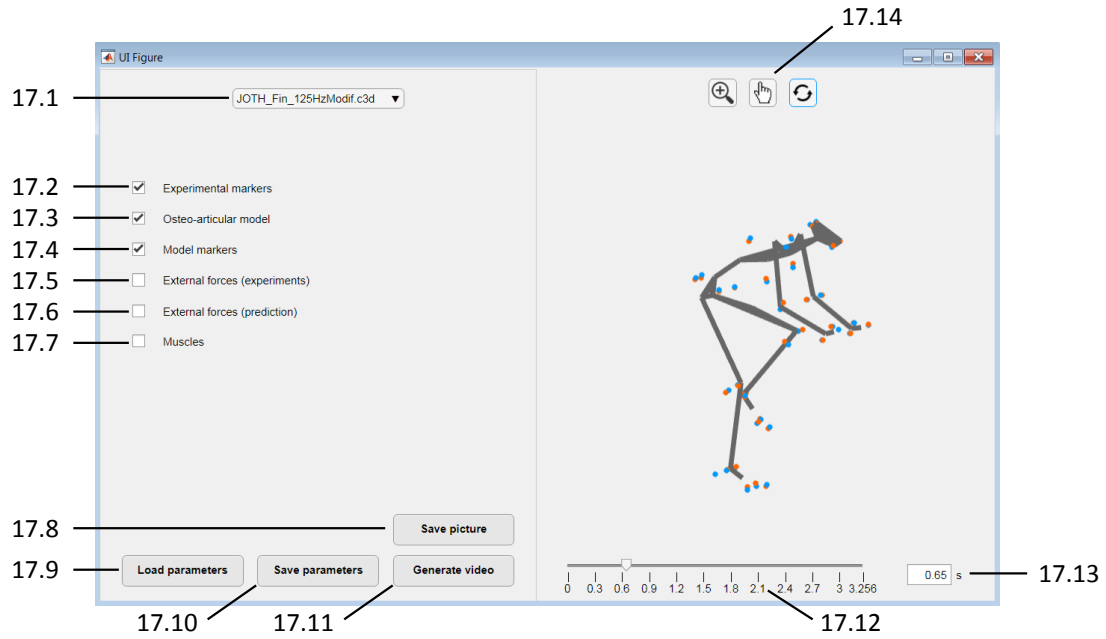 17.14
UI Figure
17.1
JOTH_Fin_125HzModif.c3d
17.2
Experimental markers
17.3
Osteo-articular model
17.4
Model markers
17.5
External forces (experiments)
17.6
External forces (prediction)
17.7
Muscles
17.8
Save picture
17.9
Load parameters
Save parameters
Generate video
0 0.3 0.6 0.9 1.2 1.5 1.8 2.1 2.4 2.7 3 3.256
0.65 s
17.13
17.10
17.11
17.12